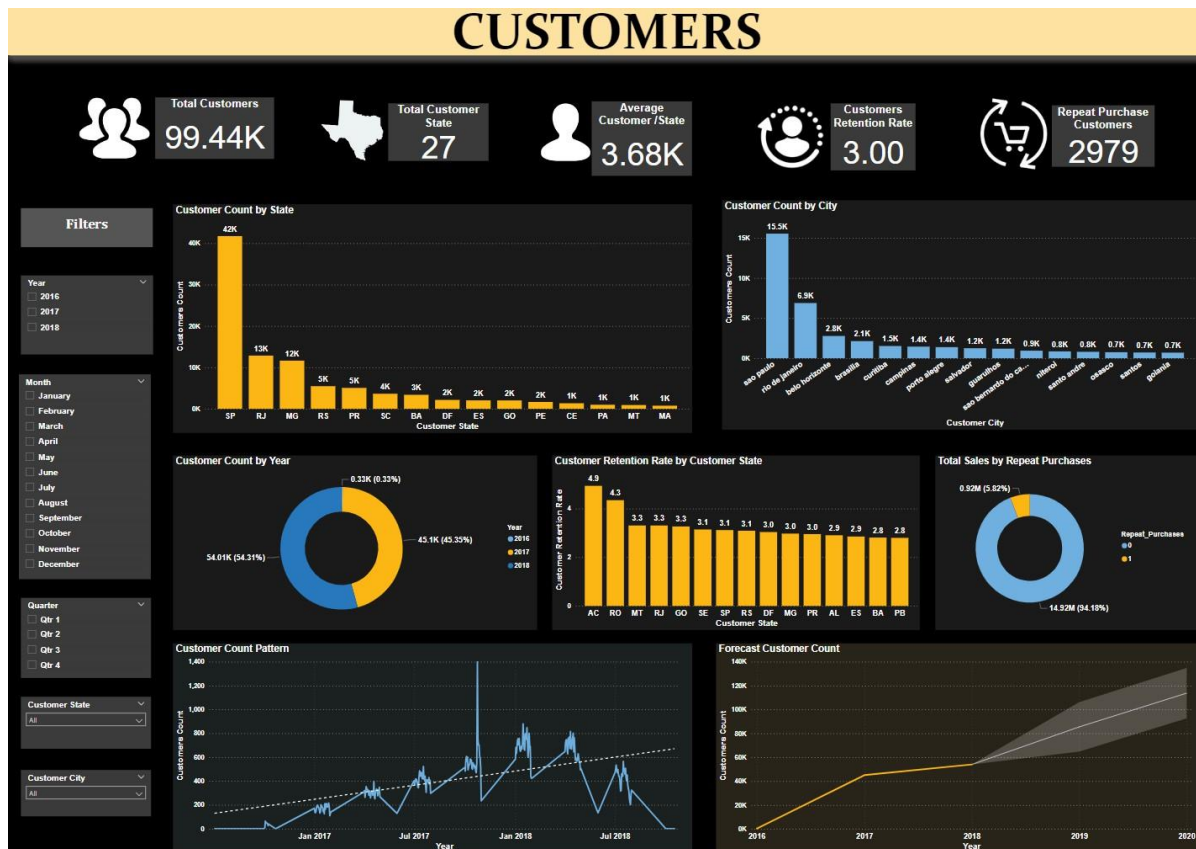 CUSTOMERS
Total Customers
99.44K
Total Customer
State
27
Average
Customer /State
3.68K
Customers
Retention Rate
3.00
Repeat Purchase
Customers
2979
Filters
Year
2016
2017
2018
Month
January
February
March
April
May
June
July
August
September
October
November
December
Quarter
Qtr 1
Qtr 2
Qtr 3
Qtr 4
Customer State
All
Customer City
All
Customer Count by State
Customers Count
40K
30K
20K
10K
0K
42K
13K
12K
5K
5K
4K
3K
2K
2K
2K
2K
1K
1K
1K
1K
SP RJ MG RS PR SC BA DF ES GO PE CE PA MT MA
Customer State
Customer Count by City
Customers Count
15K
10K
5K
0K
15.5K
6.9K
2.8K
2.1K
1.5K
1.4K
1.4K
1.2K
1.2K
0.9K
0.8K
0.8K
0.7K
0.7K
0.7K
sao paulo
rio de janeiro
belo horizonte
brasilia
curitiba
campinas
porto alegre
salvador
guarulhos
sao bernardo do ca...
niteroi
santo andre
osasco
santos
goiania
Customer City
Customer Count by Year
0.33K (0.33%)
45.1K (45.35%)
54.01K (54.31%)
Year
2016
2017
2018
Customer Retention Rate by Customer State
Customer Retention Rate
4
2
0
4.9
4.3
3.3
3.3
3.3
3.1
3.1
3.1
3.0
3.0
3.0
2.9
2.9
2.8
2.8
AC RO MT RJ GO SE SP RS DF MG PR AL ES BA PB
Customer State
Total Sales by Repeat Purchases
0.92M (5.82%)
14.92M (94.18%)
Repeat_Purchases
0
1
Customer Count Pattern
Customers Count
1,400
1,200
1,000
800
600
400
200
0
Jan 2017 Jul 2017 Jan 2018 Jul 2018
Year
Forecast Customer Count
Customers Count
140K
120K
100K
80K
60K
40K
20K
0K
2016 2017 2018 2019 2020
Year